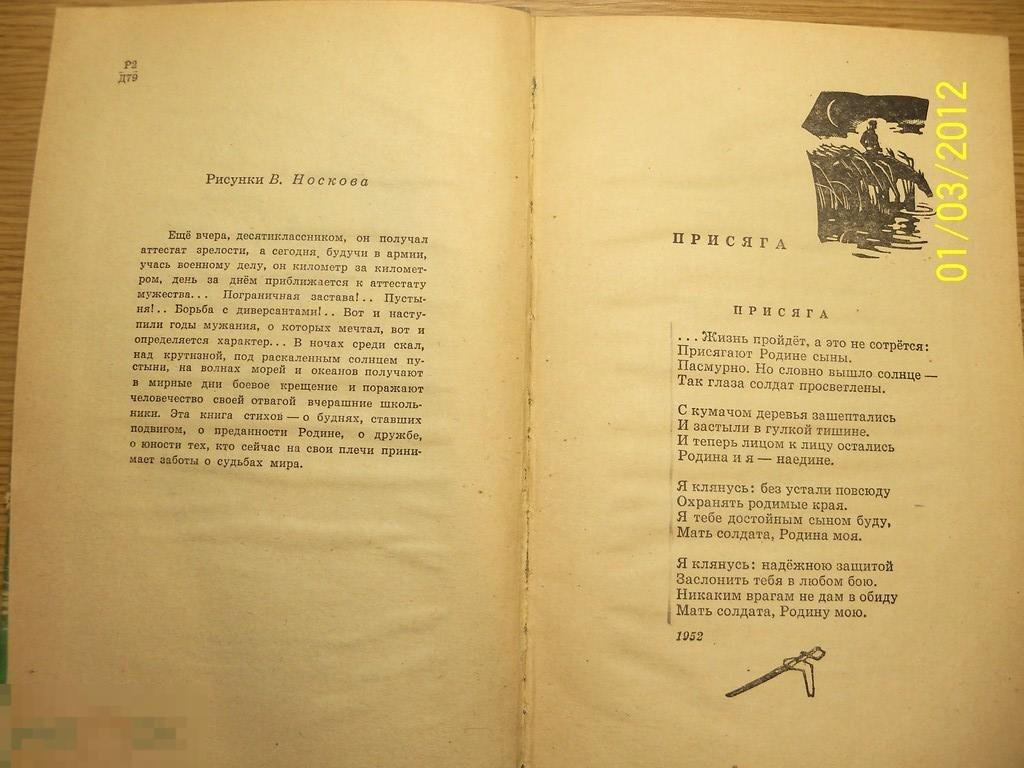 Р2
Д79
Рисунки В. Носкова
Ещё вчера, десятиклассником, он получал
аттестат зрелости, а сегодня, будучи в армии,
учась военному делу, он километр за километ-
ром, день за днём приближается к аттестату
мужества... Пограничная застава!.. Пусты-
ня!.. Борьба с диверсантами!.. Вот и насту-
пили годы мужания, о которых мечтал, вот и
определяется характер... В ночах среди скал,
над крутизной, под раскаленным солнцем пу-
стыни, на волнах морей и океанов получают
в мирные дни боевое крещение и поражают
человечество своей отвагой вчерашние школь-
ники. Эта книга стихов — о буднях, ставших
подвигом, о преданности Родине, о дружбе,
о юности тех, кто сейчас на свои плечи прини-
мает заботы о судьбах мира.
ПРИСЯГА
ПРИСЯГА
...Жизнь пройдёт, а это не сотрётся:
Присягают Родине сыны.
Пасмурно. Но словно вышло солнце —
Так глаза солдат просветлены.
С кумачом деревья зашептались
И застыли в гулкой тишине.
И теперь лицом к лицу остались
Родина и я — наедине.
Я клянусь: без устали повсюду
Охранять родимые края.
Я тебе достойным сыном буду,
Мать солдата, Родина моя.
Я клянусь: надёжною защитой
Заслонить тебя в любом бою.
Никаким врагам не дам в обиду
Мать солдата, Родину мою.
1952
01/03/2012